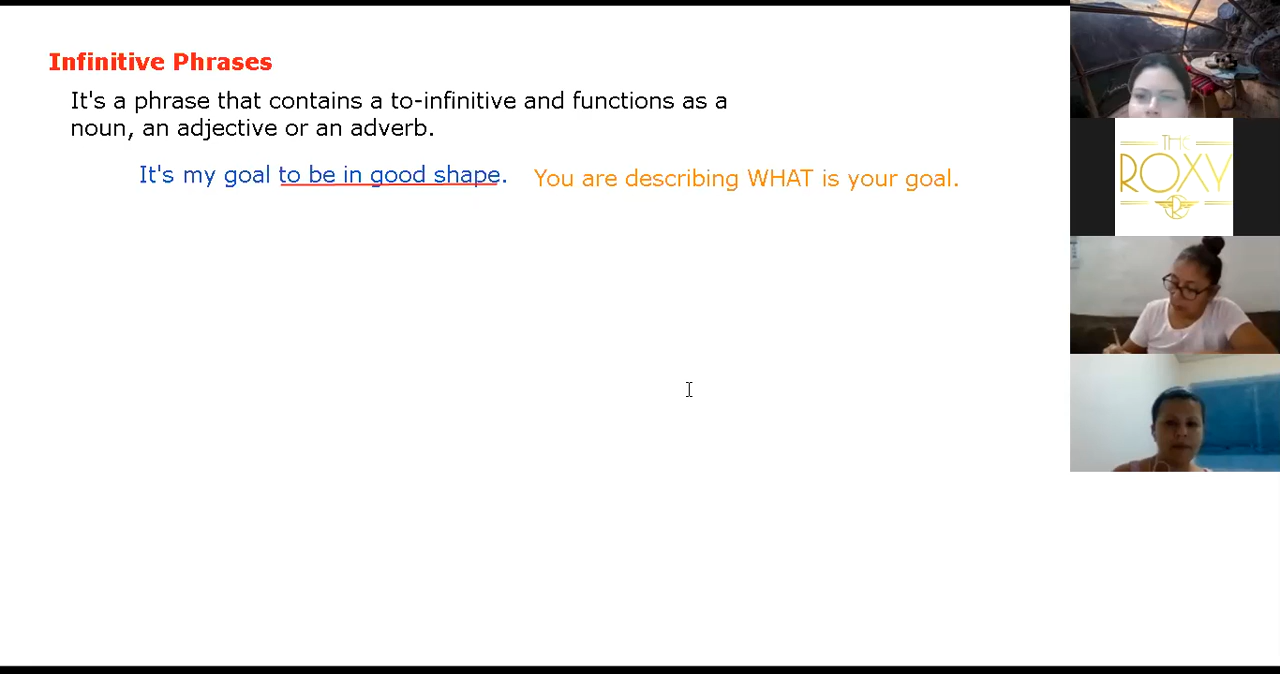 Infinitive Phrases
It's a phrase that contains a to-infinitive and functions as a
noun, an adjective or an adverb.
It's my goal to be in good shape. You are describing WHAT is your goal.
THE
ROXY
R